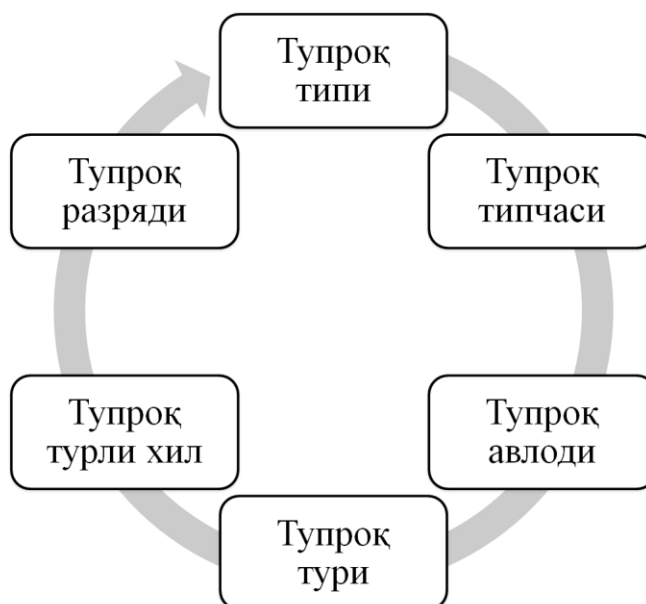 Тупроқ
типи
Тупроқ
типчаси
Тупроқ
авлоди
Тупроқ
тури
Тупроқ
турли хил
Тупроқ
разряди